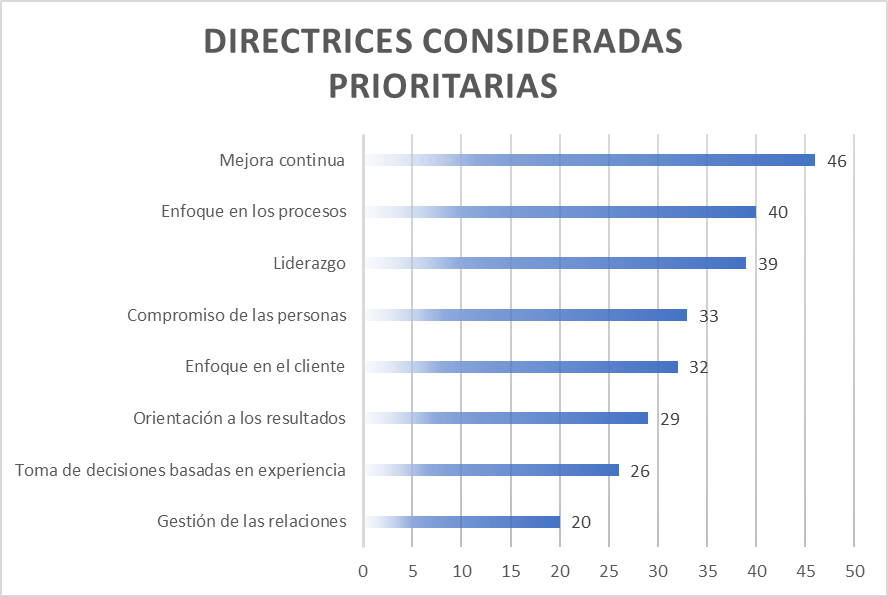 DIRECTRICES CONSIDERADAS
PRIORITARIAS
Mejora continua 46
Enfoque en los procesos 40
Liderazgo 39
Compromiso de las personas 33
Enfoque en el cliente 32
Orientación a los resultados 29
Toma de decisiones basadas en experiencia 26
Gestión de las relaciones 20
0 5 10 15 20 25 30 35 40 45 50